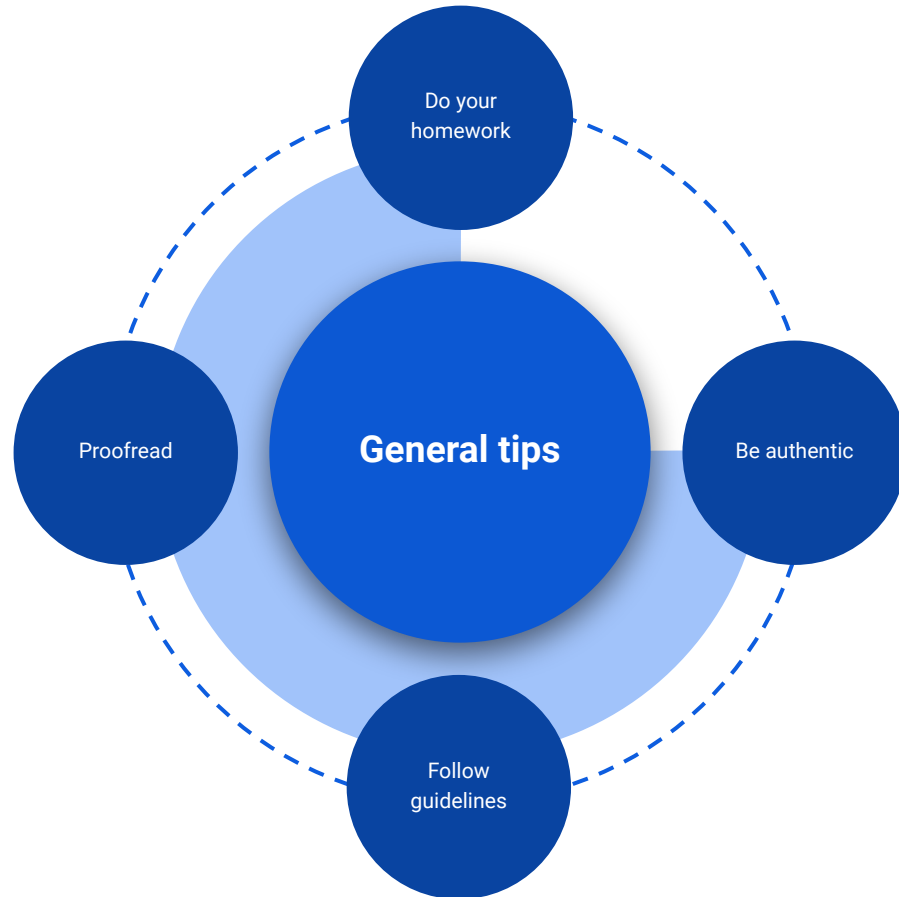 Do your
homework
Proofread
General tips
Be authentic
Follow
guidelines